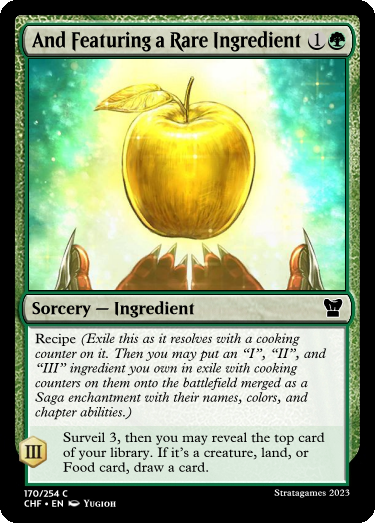 And Featuring a Rare Ingredient 1
Sorcery — Ingredient
Recipe (Exile this as it resolves with a cooking
counter on it. Then you may put an “I”, “II”, and
“III” ingredient you own in exile with cooking
counters on them onto the battlefield merged as a
Saga enchantment with their names, colors, and
chapter abilities.)
III
Surveil 3, then you may reveal the top card
of your library. If it's a creature, land, or
Food card, draw a card.
170/254 C
Stratagames 2023
CHF • EN Yugioh